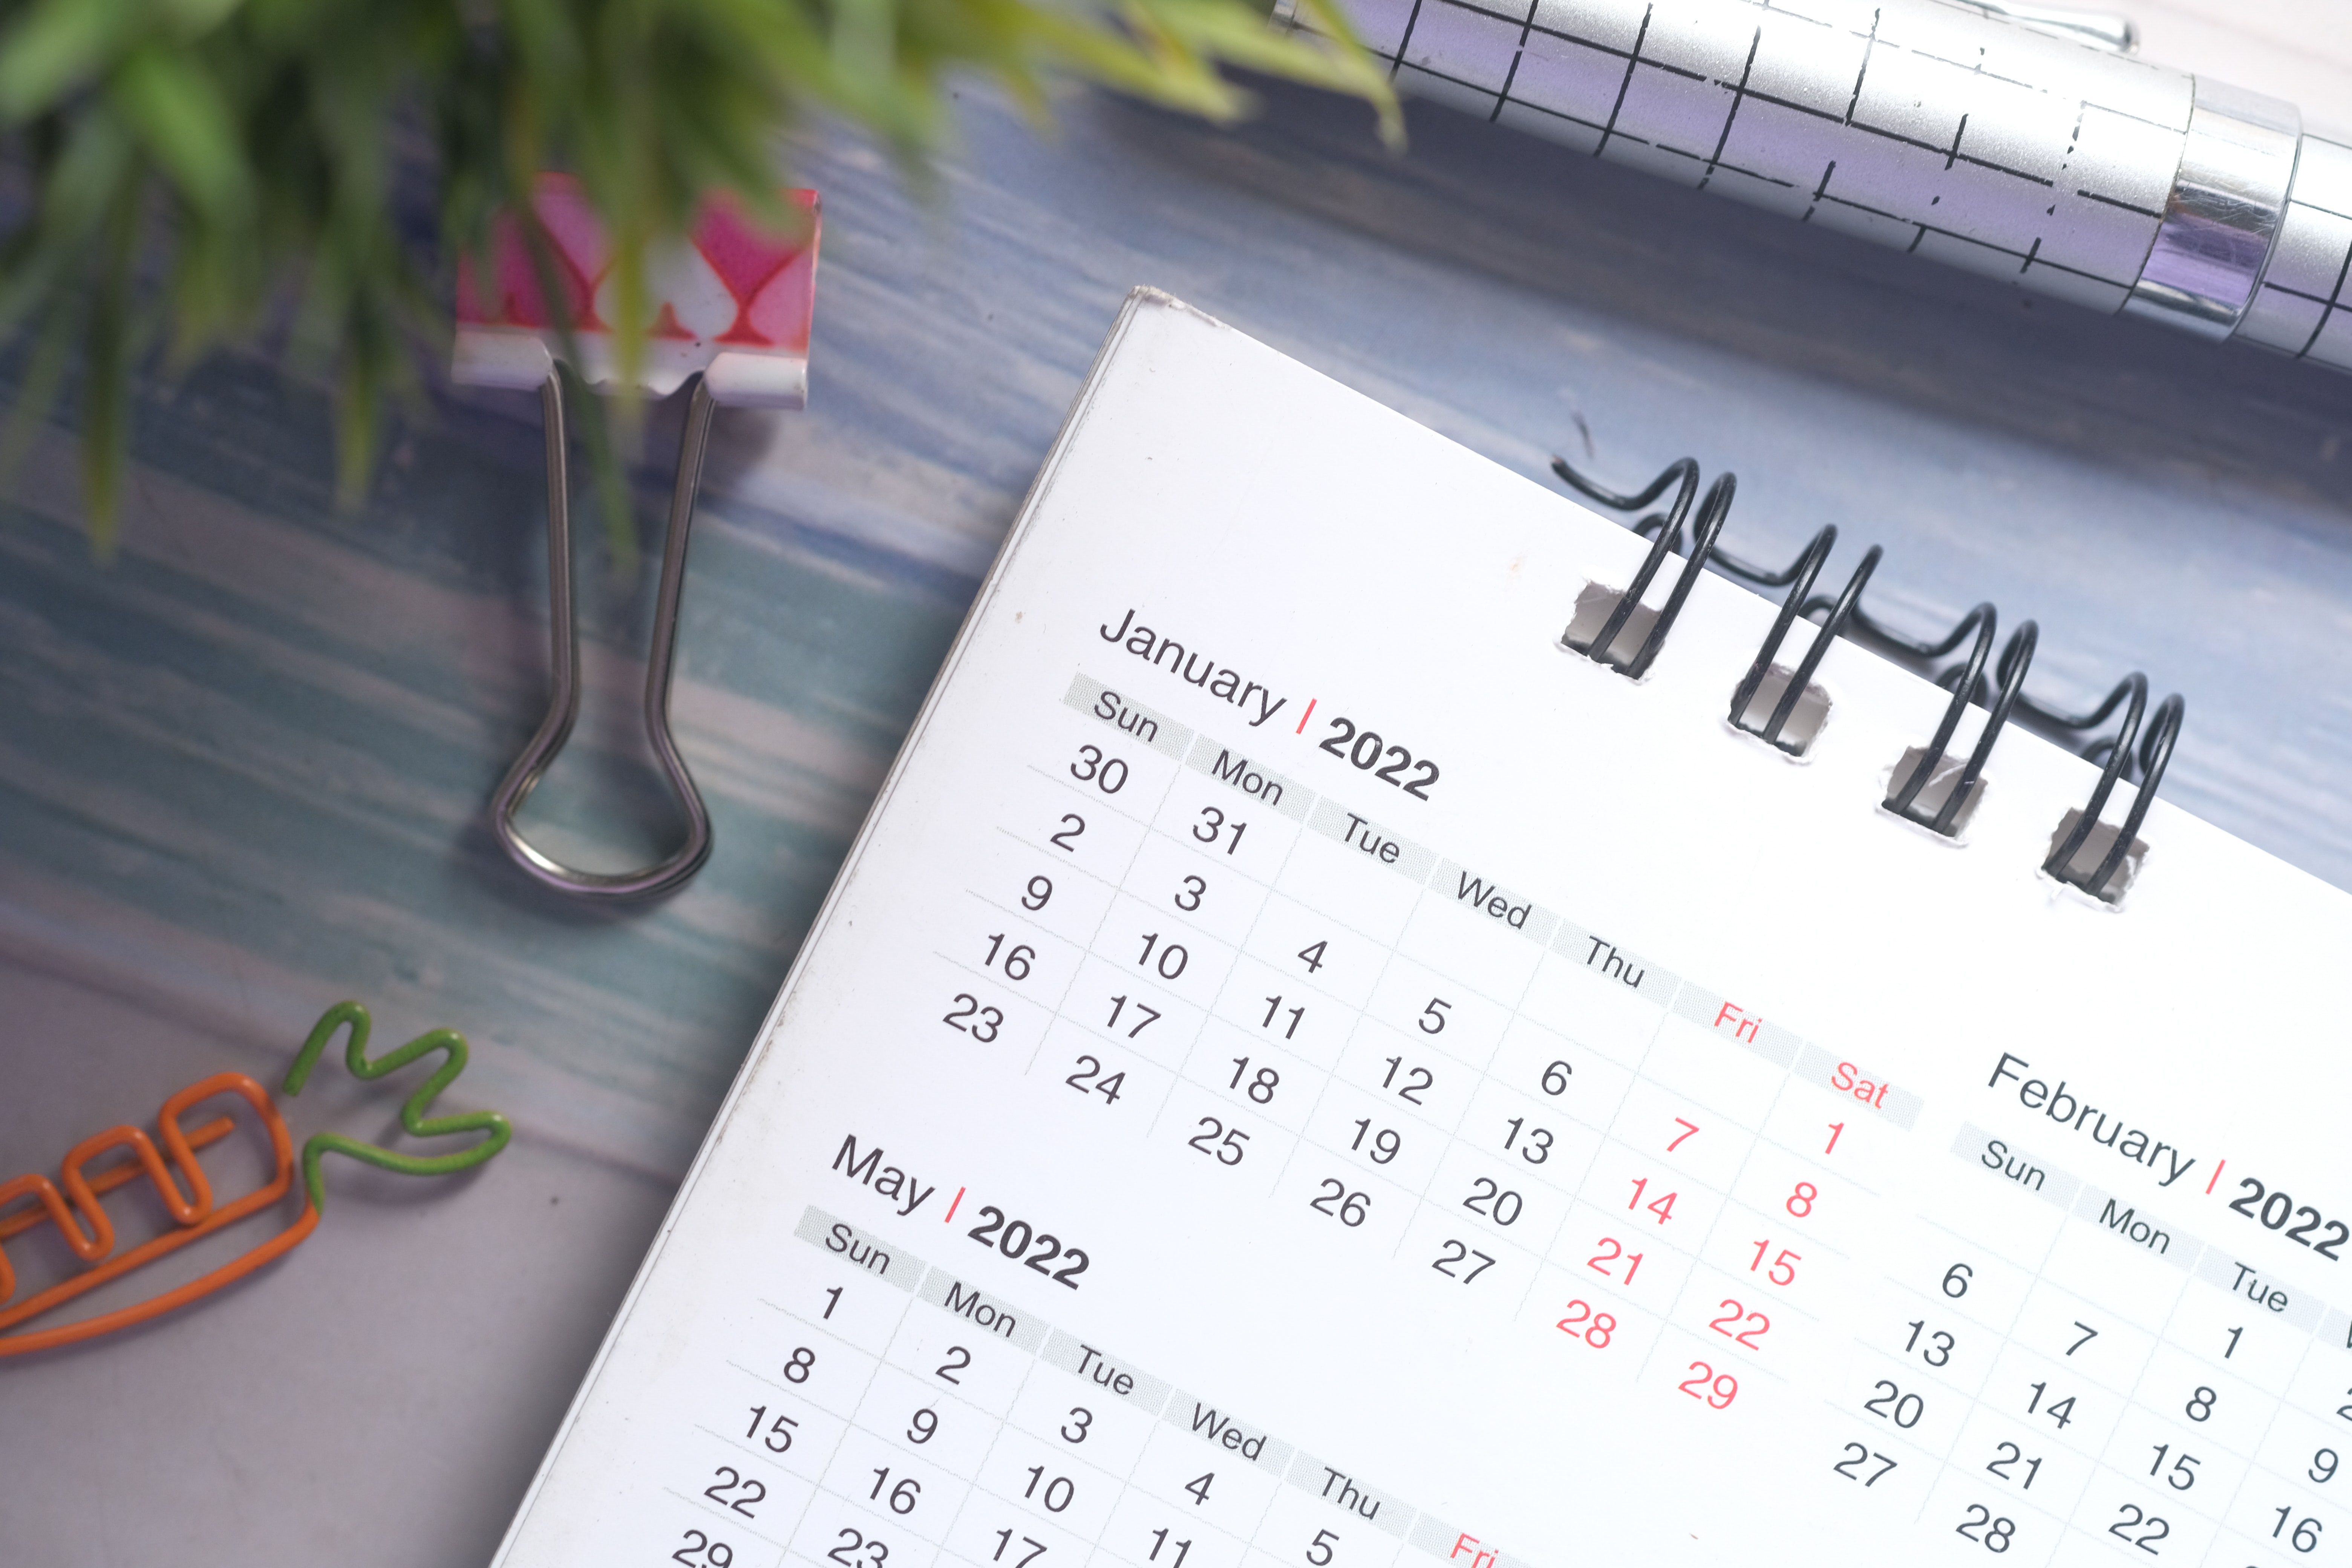 January | 2022
Sun Mon Tue Wed Thu Fri Sat
30 31 1
2 3 4 5 6 7 8
9 10 11 12 13 14 15
16 17 18 19 20 21 22
23 24 25 26 27 28 29
February | 2022
Sun Mon Tue
1
6 7 8 9
13 14 15 16
20 21 22
27 28
May | 2022
Sun Mon Tue Wed Thu Fri
1 2 3 4 5
8 9 10 11
15 16 17
22 23
29